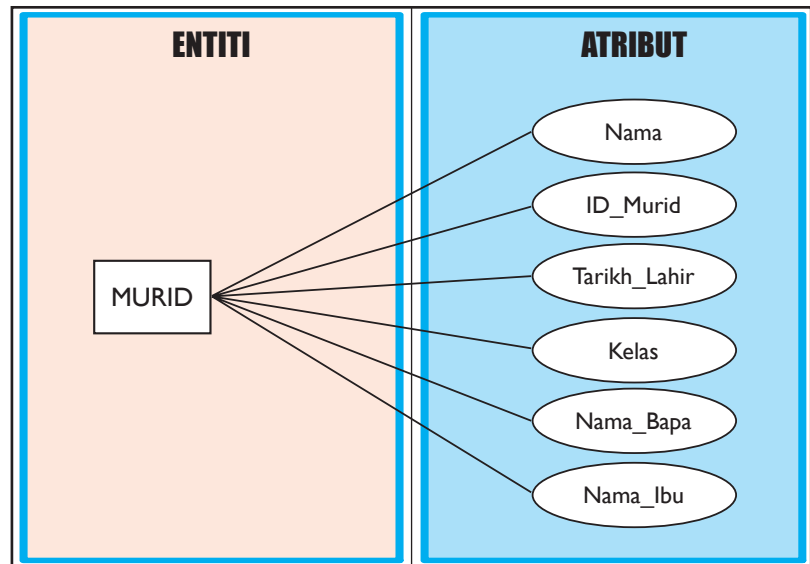 ENTITI
ATRIBUT
MURID
Nama
ID_Murid
Tarikh_Lahir
Kelas
Nama_Bapa
Nama_Ibu